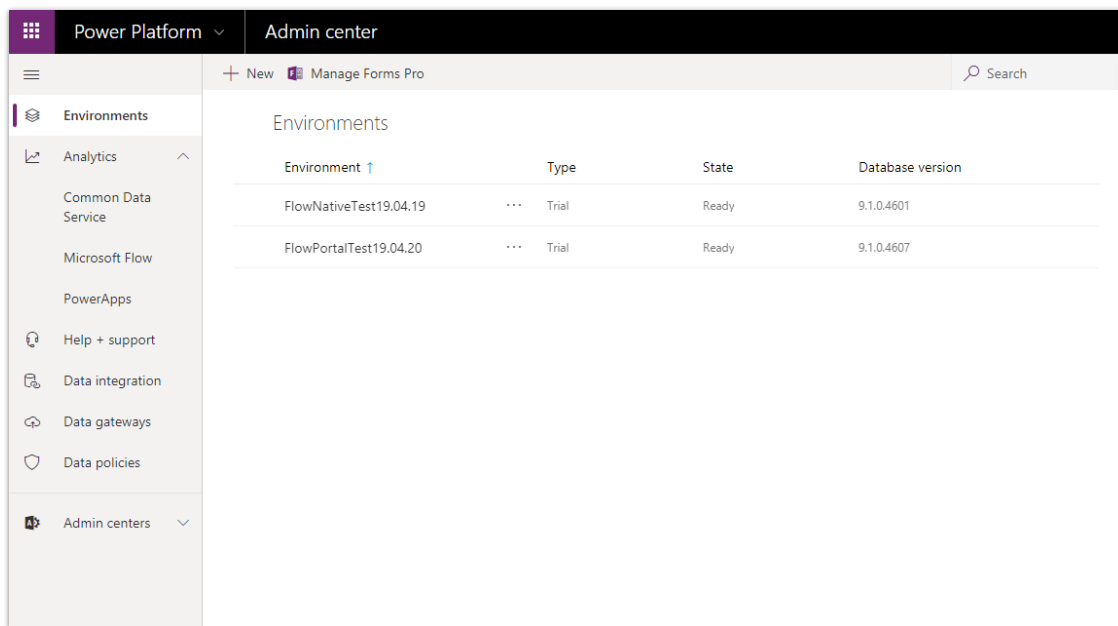 Power Platform Admin center
New Manage Forms Pro Search
Environments
Analytics
Common Data
Service
Microsoft Flow
PowerApps
Help + support
Data integration
Data gateways
Data policies
Admin centers
Environments
Environment ↑ Type State Database version
FlowNativeTest19.04.19 ··· Trial Ready 9.1.0.4601
FlowPortalTest19.04.20 ··· Trial Ready 9.1.0.4607